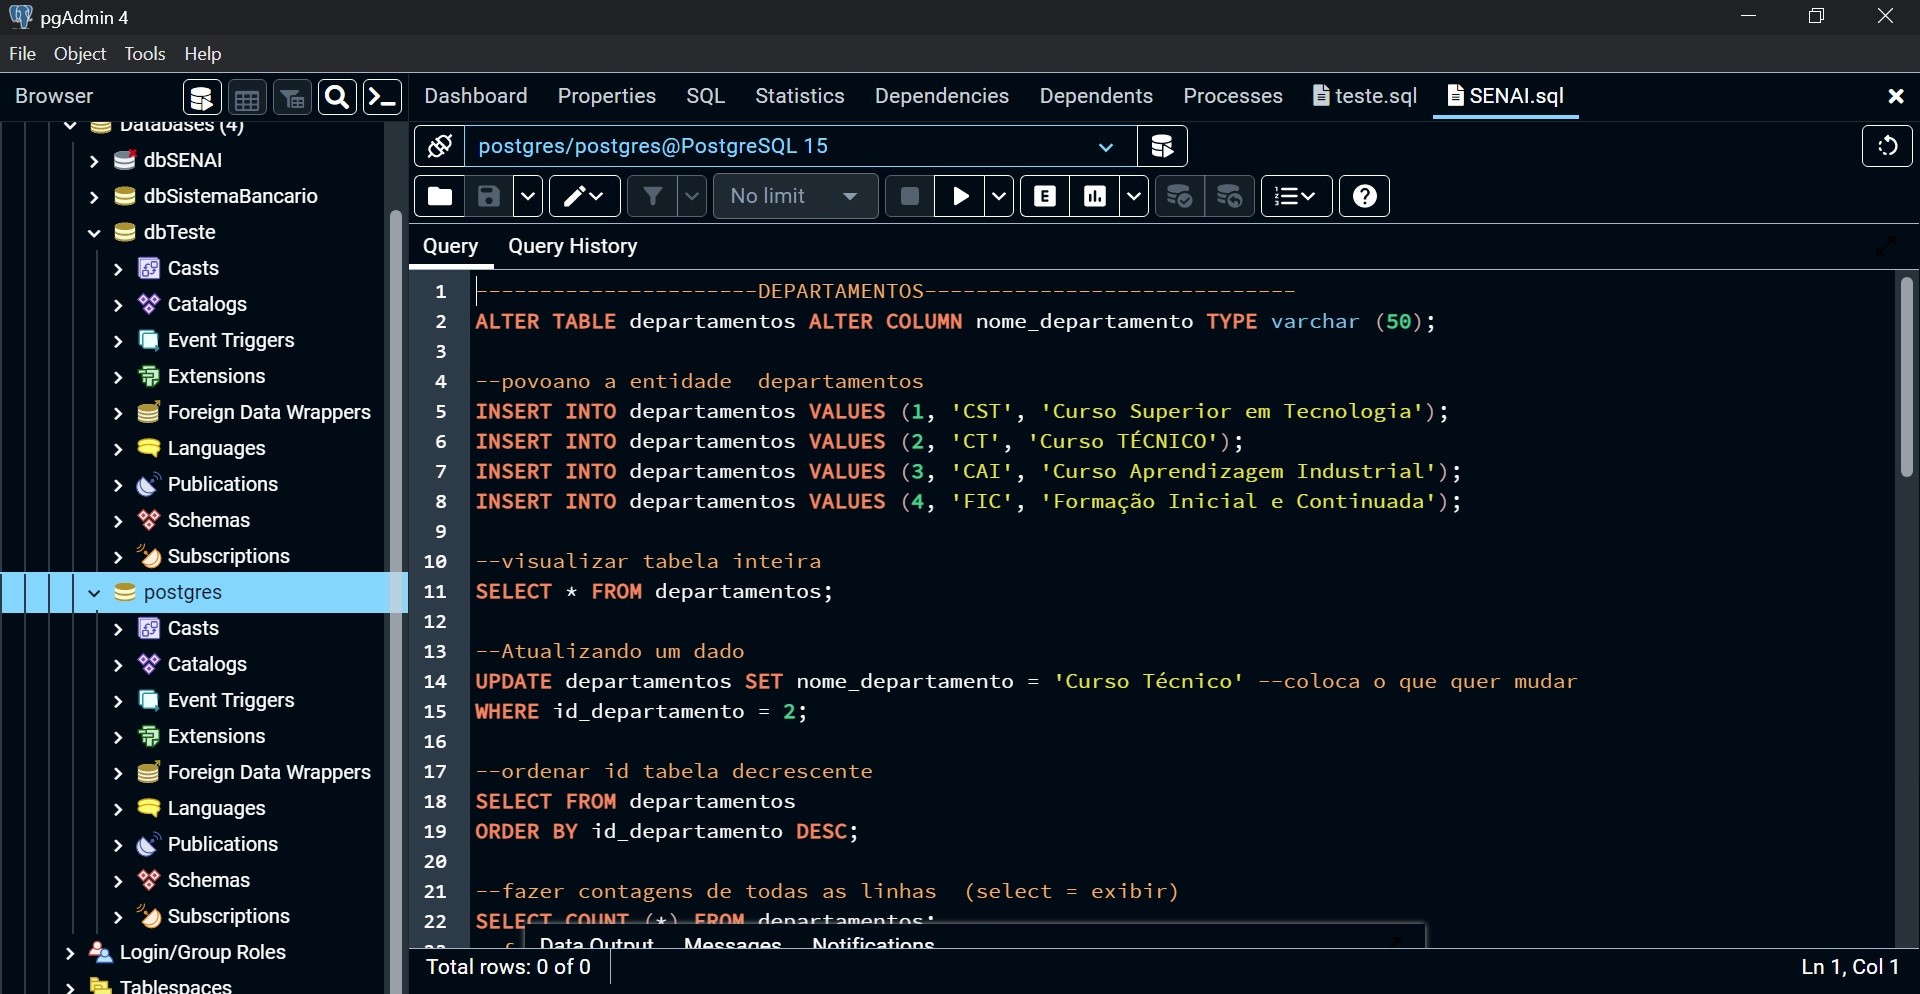 pgAdmin 4
File Object Tools Help
Browser
Dashboard Properties SQL Statistics Dependencies Dependents Processes teste.sql SENAI.sql
Databases (4)
dbSENAI
dbSistemaBancario
dbTeste
Casts
Catalogs
Event Triggers
Extensions
Foreign Data Wrappers
Languages
Publications
Schemas
Subscriptions
postgres
Casts
Catalogs
Event Triggers
Extensions
Foreign Data Wrappers
Languages
Publications
Schemas
Subscriptions
Login/Group Roles
Tablespaces
postgres/postgres@PostgreSQL 15
No limit
E
Query Query History
1 ----------------------DEPARTAMENTOS-----------------------------
2 ALTER TABLE departamentos ALTER COLUMN nome_departamento TYPE varchar (50);
3
4 --povoano a entidade  departamentos
5 INSERT INTO departamentos VALUES (1, 'CST', 'Curso Superior em Tecnologia');
6 INSERT INTO departamentos VALUES (2, 'CT', 'Curso TÉCNICO');
7 INSERT INTO departamentos VALUES (3, 'CAI', 'Curso Aprendizagem Industrial');
8 INSERT INTO departamentos VALUES (4, 'FIC', 'Formação Inicial e Continuada');
9
10 --visualizar tabela inteira
11 SELECT * FROM departamentos;
12
13 --Atualizando um dado
14 UPDATE departamentos SET nome_departamento = 'Curso Técnico' --coloca o que quer mudar
15 WHERE id_departamento = 2;
16
17 --ordenar id tabela decrescente
18 SELECT FROM departamentos
19 ORDER BY id_departamento DESC;
20
21 --fazer contagens de todas as linhas  (select = exibir)
22 SELECT COUNT (*) FROM departamentos;
Data Output Messages Notifications
Total rows: 0 of 0
Ln 1, Col 1